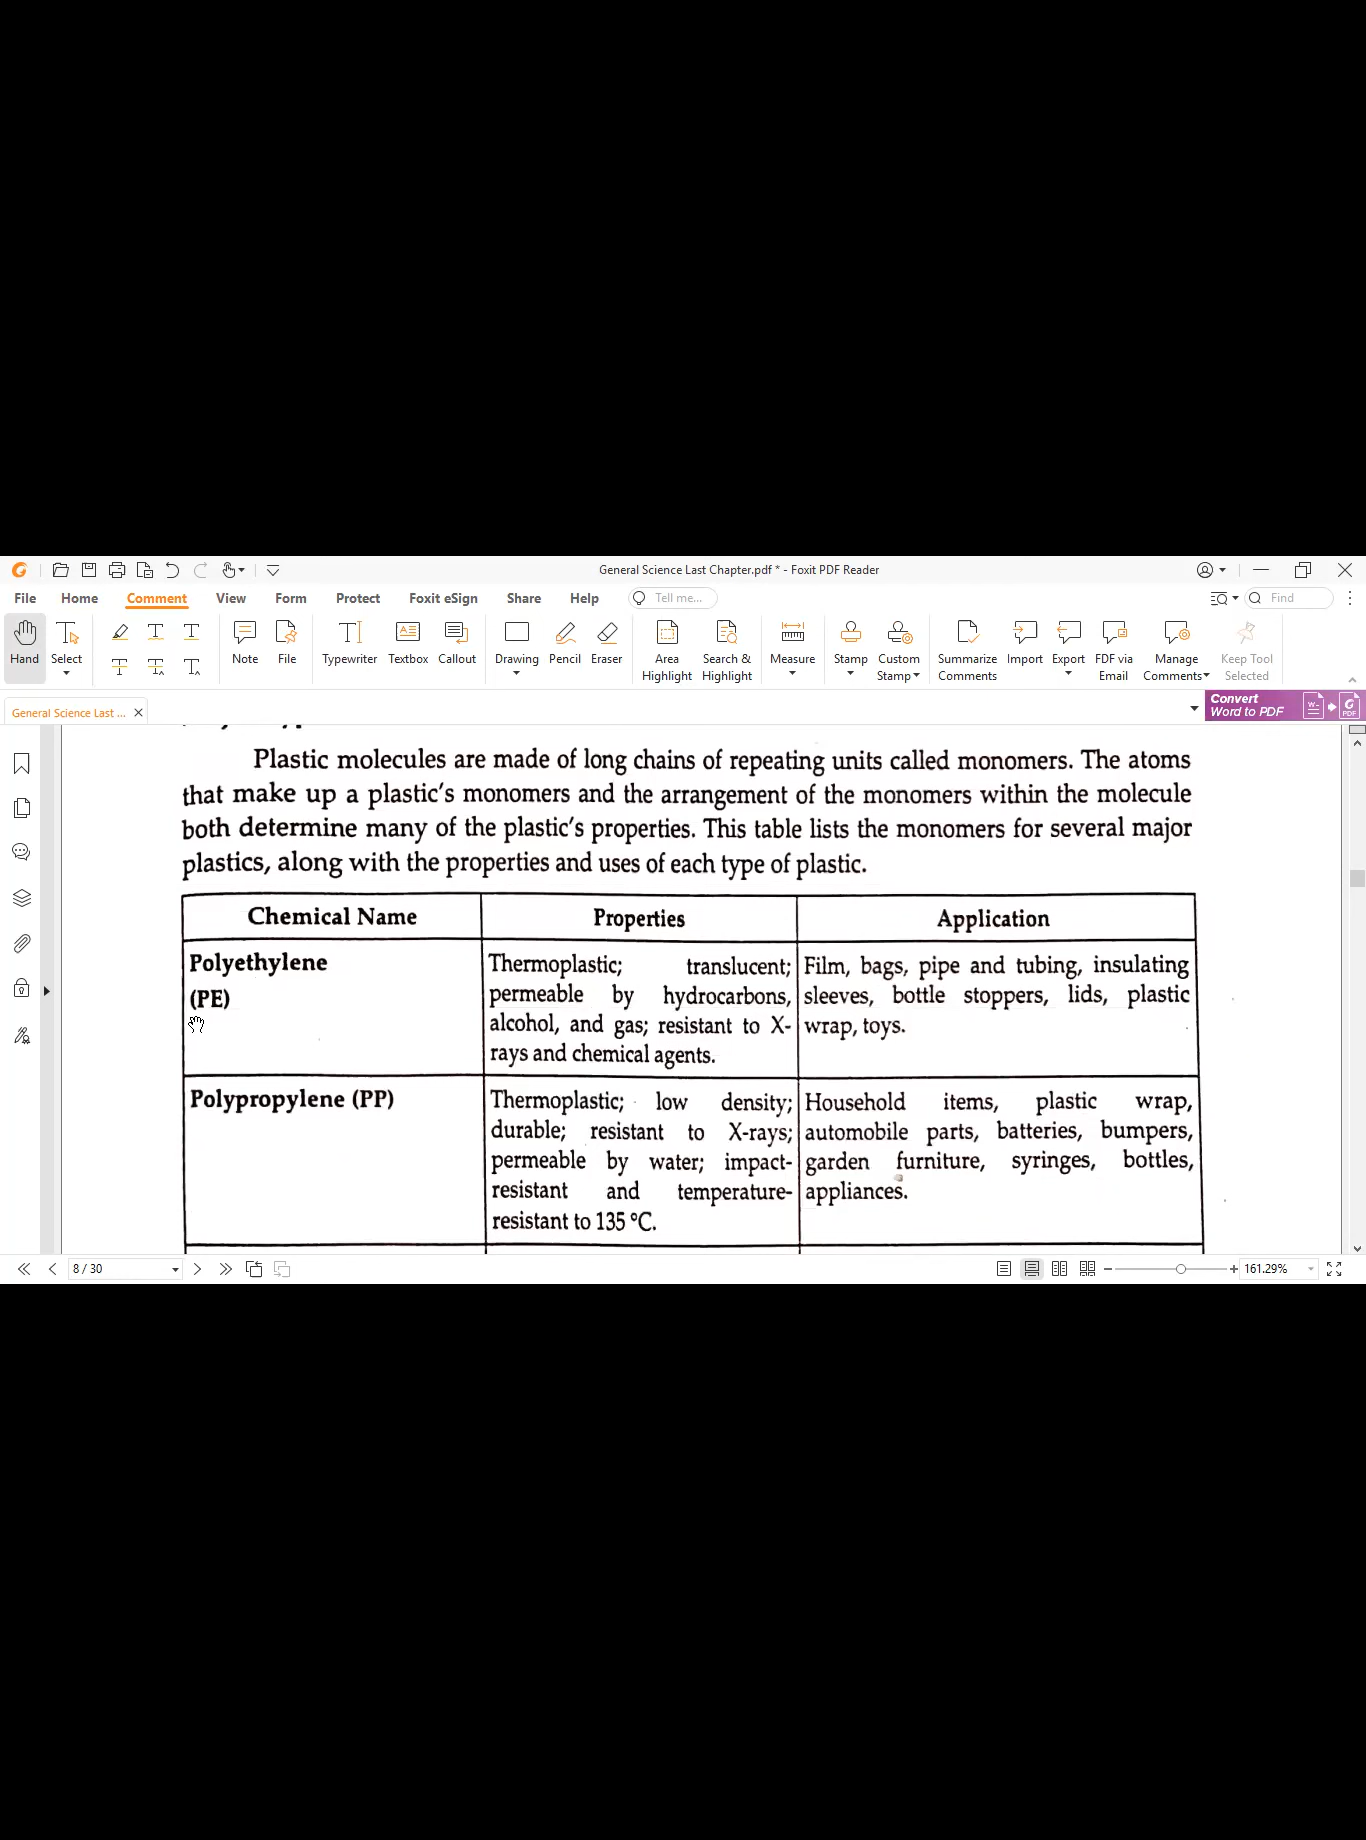 General Science Last Chapter.pdf * - Foxit PDF Reader
File Home Comment View Form Protect Foxit eSign Share Help Tell me... Find
Hand Select Note File Typewriter Textbox Callout Drawing Pencil Eraser Area Highlight Search & Highlight Measure Stamp Custom Stamp Summarize Comments Import Export FDF via Email Manage Comments Keep Tool Selected
General Science Last ... Convert Word to PDF
Plastic molecules are made of long chains of repeating units called monomers. The atoms
that make up a plastic's monomers and the arrangement of the monomers within the molecule
both determine many of the plastic's properties. This table lists the monomers for several major
plastics, along with the properties and uses of each type of plastic.
Chemical Name Properties Application
Polyethylene
(PE)
Thermoplastic; translucent;
permeable by hydrocarbons,
alcohol, and gas; resistant to X-
rays and chemical agents.
Film, bags, pipe and tubing, insulating
sleeves, bottle stoppers, lids, plastic
wrap, toys.
Polypropylene (PP)
Thermoplastic; low density;
durable; resistant to X-rays;
permeable by water; impact-
resistant and temperature-
resistant to 135 °C.
Household items, plastic wrap,
automobile parts, batteries, bumpers,
garden furniture, syringes, bottles,
appliances.
8 / 30 161.29%